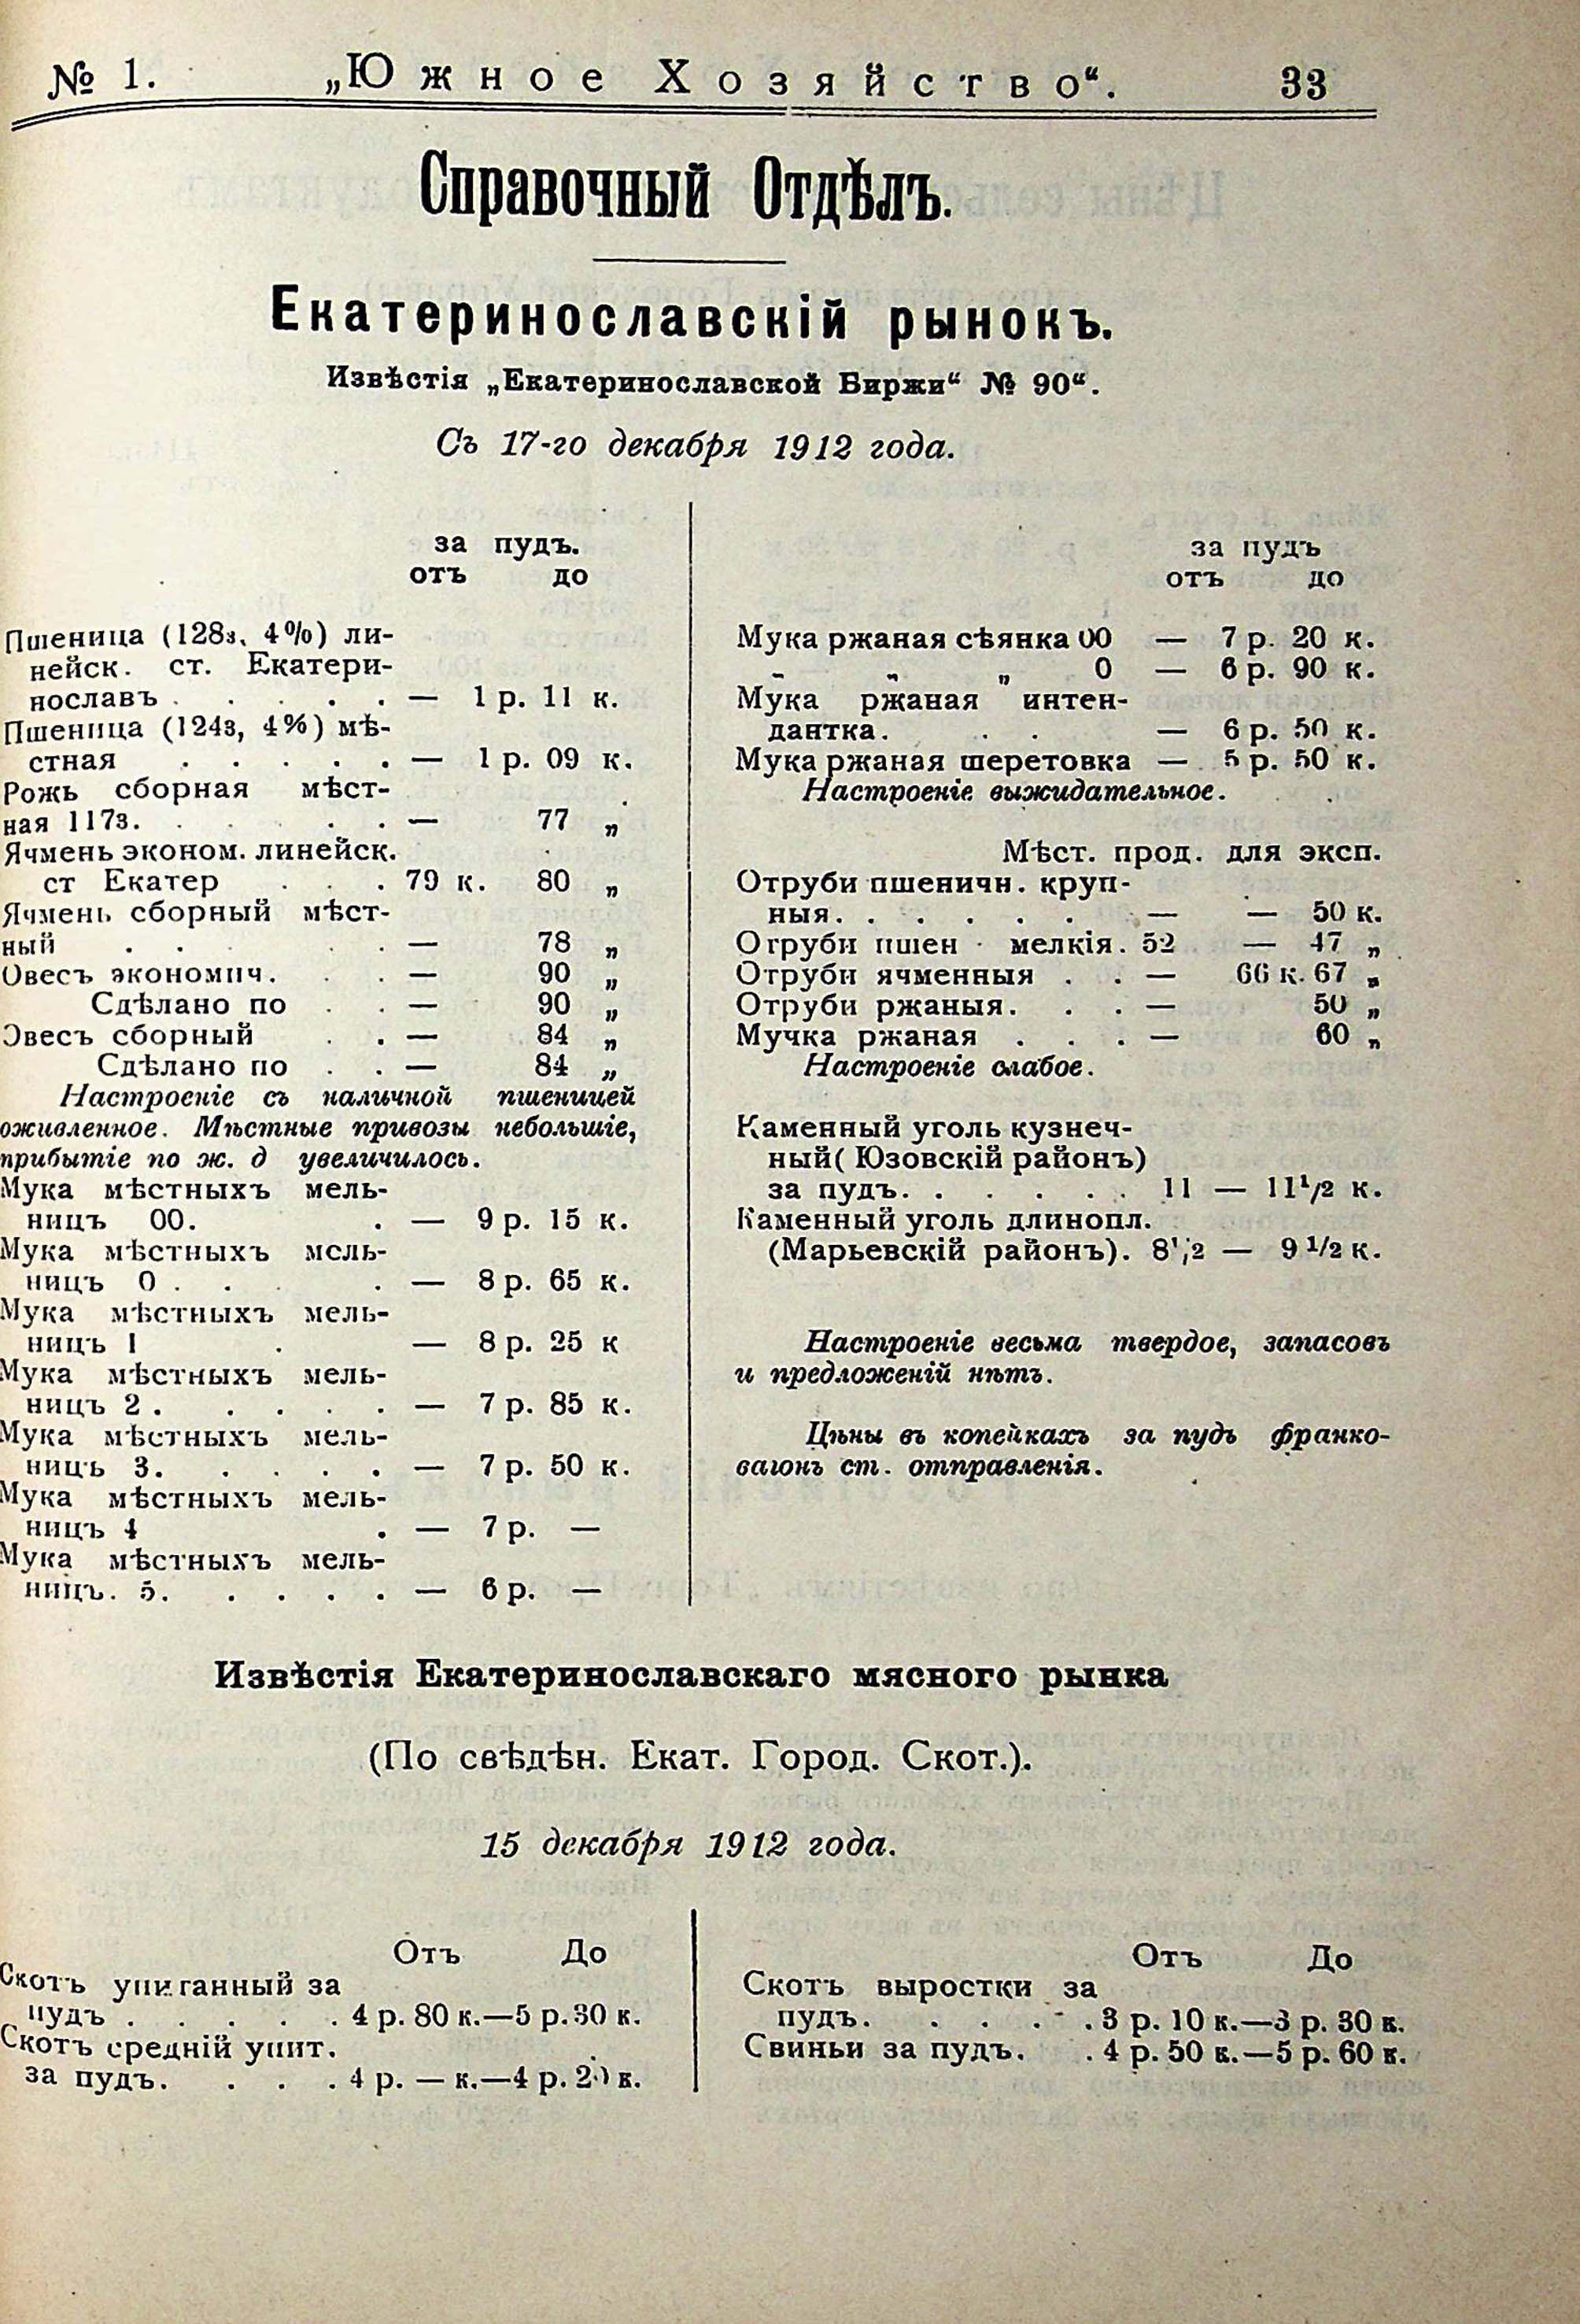 № 1.
„Южное Хозяйство“.
33
Справочный Отдѣлъ.
Екатеринославскій рынокъ.
Извѣстія „Екатеринославской Биржи“ № 90“.
Съ 17-го декабря 1912 года.
за пудъ.
отъ до
Пшеница (128з, 4%) ли-
нейск. ст. Екатери-
нославъ . . . . . — 1 р. 11 к.
Пшеница (124з, 4%) мѣ-
стная . . . . . — 1 р. 09 к.
Рожь сборная мѣст-
ная 117з. . . . . — 77 „
Ячмень эконом. линейск.
ст Екатер . . . 79 к. 80 „
Ячмень сборный мѣст-
ный . . . . — 78 „
Овесъ экономич. . . — 90 „
Сдѣлано по . . — 90 „
Овесъ сборный . . — 84 „
Сдѣлано по . . — 84 „
Настроеніе съ наличной пшеницей
оживленное. Мѣстные привозы небольшіе,
прибытіе по ж. д увеличилось.
Мука мѣстныхъ мель-
ницъ 00. . — 9 р. 15 к.
Мука мѣстныхъ мель-
ницъ 0 . . . — 8 р. 65 к.
Мука мѣстныхъ мель-
ницъ 1 . — 8 р. 25 к
Мука мѣстныхъ мель-
ницъ 2 . . . . . — 7 р. 85 к.
Мука мѣстныхъ мель-
ницъ 3. . . . . — 7 р. 50 к.
Мука мѣстныхъ мель-
ницъ 4 . — 7 р. —
Мука мѣстныхъ мель-
ницъ. 5. . . . . — 6 р. —
за пудъ
отъ до
Мука ржаная сѣянка 00 — 7 р. 20 к.
„ „ „ 0 — 6 р. 90 к.
Мука ржаная интен-
дантка. . . — 6 р. 50 к.
Мука ржаная шеретовка — 5 р. 50 к.
Настроеніе выжидательное.
Мѣст. прод. для эксп.
Отруби пшеничн. круп-
ныя. . . . . . — — 50 к.
Отруби пшен мелкія. 52 — 47 „
Отруби ячменныя . . — 66 к. 67 „
Отруби ржаныя. . . — 50 „
Мучка ржаная . . . — 60 „
Настроеніе слабое.
Каменный уголь кузнеч-
ный( Юзовскій районъ)
за пудъ. . . . . . 11 — 11½ к.
Каменный уголь длинопл.
(Марьевскій районъ). 8½ — 9½ к.
Настроеніе весьма твердое, запасовъ
и предложеній нѣтъ.
Цѣны въ копейкахъ за пудъ франко-
вагонъ ст. отправленія.
Извѣстія Екатеринославскаго мясного рынка
(По свѣдѣн. Екат. Город. Скот.).
15 декабря 1912 года.
Отъ До
Скотъ упитанный за
пудъ . . . . . 4 р. 80 к.—5 р. 30 к.
Скотъ средній упит.
за пудъ. . . . 4 р. — к.—4 р. 20 к.
Отъ До
Скотъ выростки за
пудъ. . . . . 3 р. 10 к.—3 р. 30 к.
Свиньи за пудъ. . 4 р. 50 к.—5 р. 60 к.